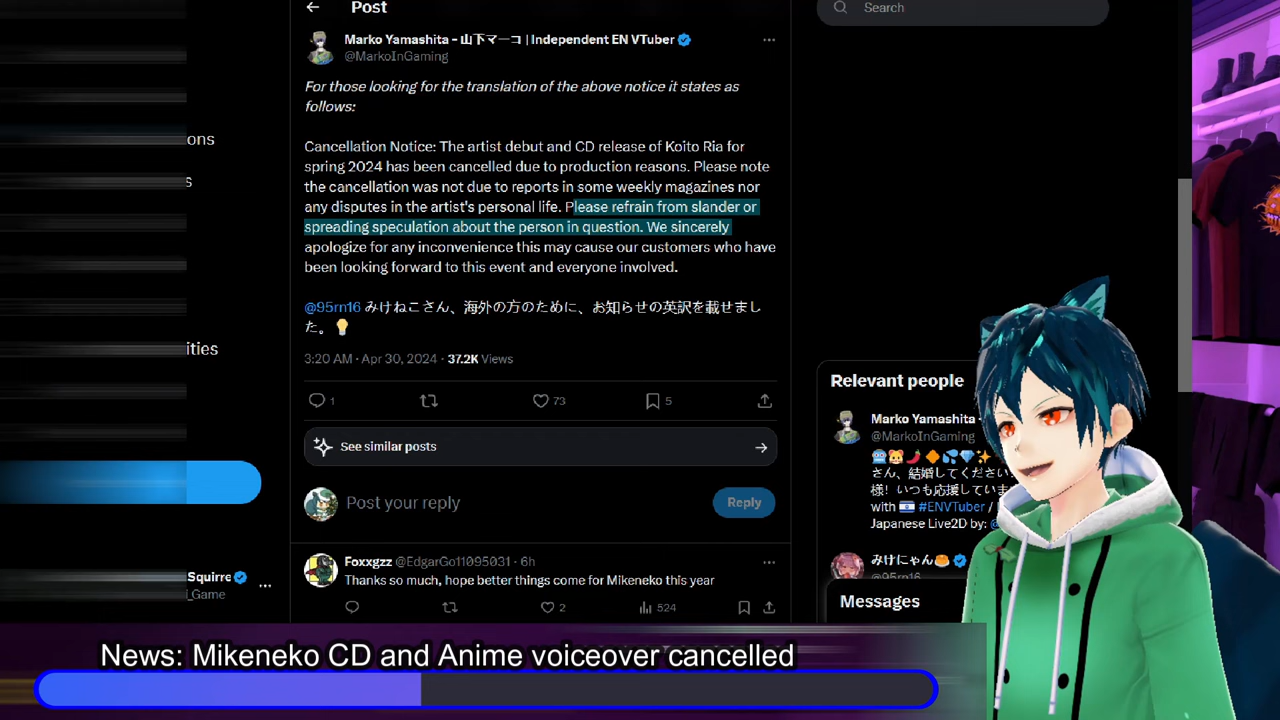 Post
Search
Marko Yamashita - 山下マーコ | Independent EN VTuber
@MarkoInGaming
For those looking for the translation of the above notice it states as
follows:
Cancellation Notice: The artist debut and CD release of Koito Ria for
spring 2024 has been cancelled due to production reasons. Please note
the cancellation was not due to reports in some weekly magazines nor
any disputes in the artist's personal life. Please refrain from slander or
spreading speculation about the person in question. We sincerely
apologize for any inconvenience this may cause our customers who have
been looking forward to this event and everyone involved.
@95rn16 みけねこさん、海外の方のために、お知らせの英訳を載せまし
た。
3:20 AM · Apr 30, 2024 · 37.2K Views
1
73
5
See similar posts
Post your reply
Reply
Foxxgzz @EdgarGo11095031 · 6h
Thanks so much, hope better things come for Mikeneko this year
2
524
ons
s
ities
Squirre
_Game
Relevant people
Marko Yamashita -
@MarkoInGaming
さん、結婚してください
様! いつも応援していま
with #ENVTuber /
Japanese Live2D by:
みけにゃん
@95rn16
Messages
News: Mikeneko CD and Anime voiceover cancelled